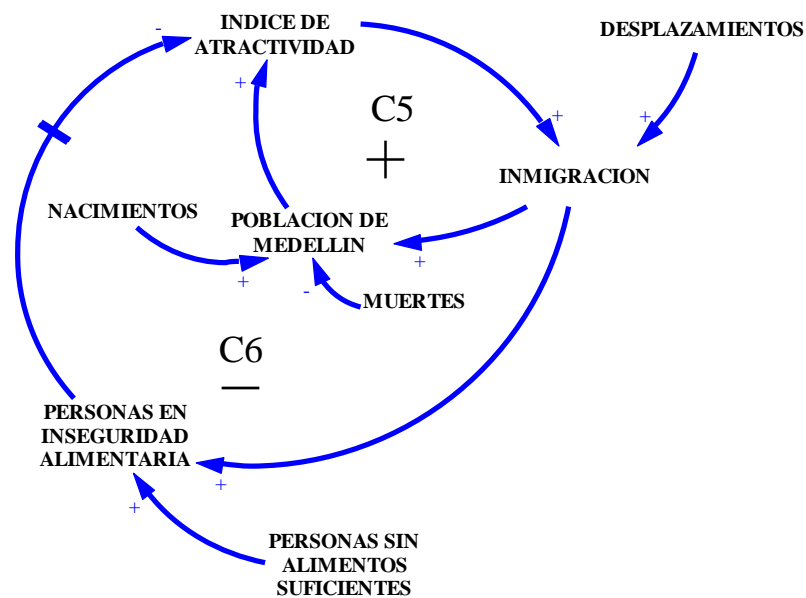 INDICE DE
ATRACTIVIDAD
DESPLAZAMIENTOS
-
+
C5
+
+
+
INMIGRACION
NACIMIENTOS
POBLACION DE
MEDELLIN
+
+
-
MUERTES
C6
–
PERSONAS EN
INSEGURIDAD
ALIMENTARIA
+
+
PERSONAS SIN
ALIMENTOS
SUFICIENTES